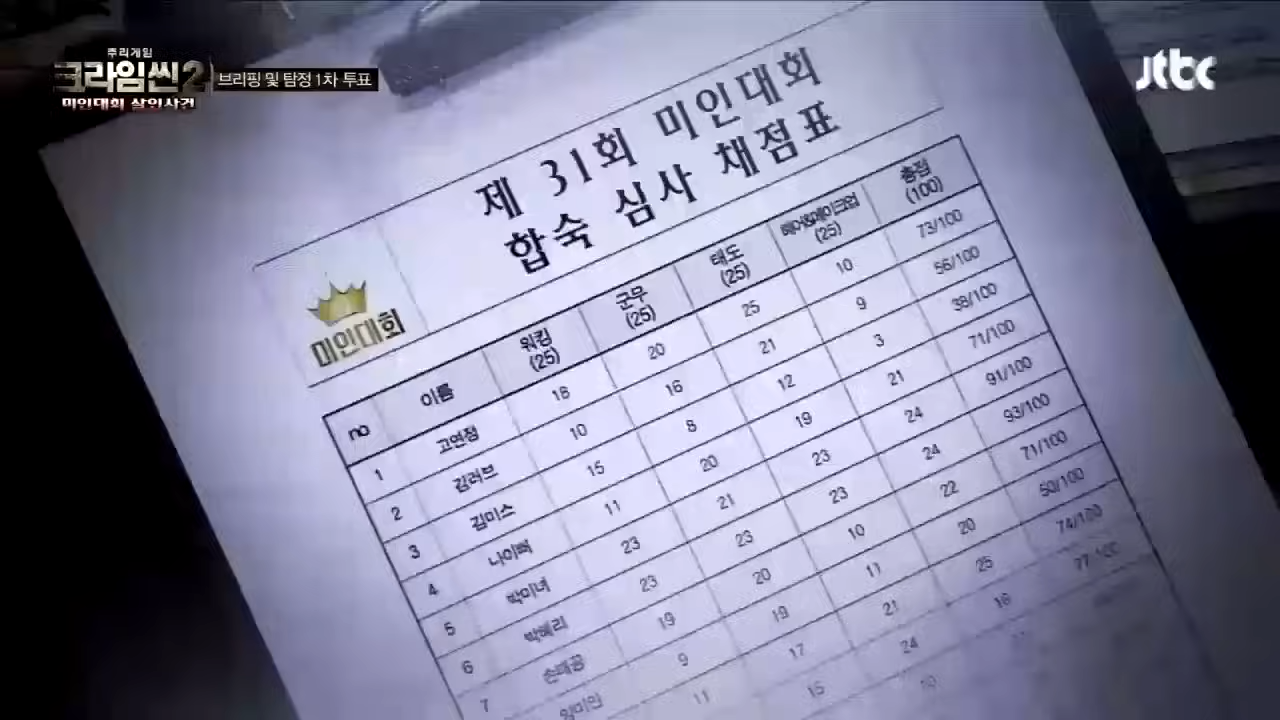 추리게임
크라임씬2
미인대회 살인사건
브리핑 및 탐정 1차 투표
jtbc
제 31회 미인대회
합숙 심사 채점표
미인대회
no 이름 워킹 (25) 군무 (25) 태도 (25) 헤어&메이크업 (25) 총점 (100)
1 고연정 18 20 25 10 73/100
2 김러브 10 16 21 9 56/100
3 김미스 15 8 12 3 38/100
4 나이뻐 11 20 19 21 71/100
5 박미녀 23 21 23 24 91/100
6 박혜리 23 23 23 24 93/100
7 19 20 10 22 71/100
9 19 11 20
11 17 21 25 74/100
15 24 16 77/100